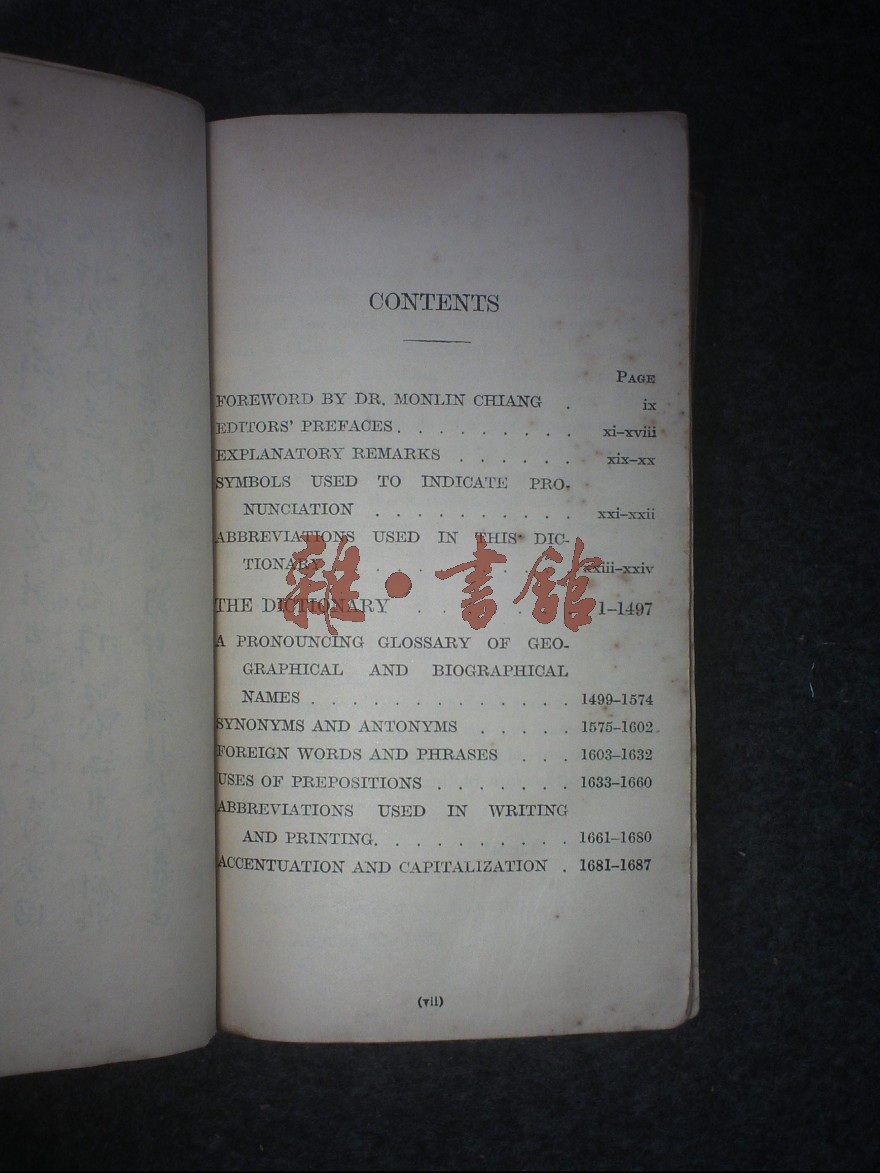 CONTENTS
PAGE
FOREWORD BY DR. MONLIN CHIANG . ix
EDITORS' PREFACES . . . . . . . . xi–xviii
EXPLANATORY REMARKS . . . . . . xix–xx
SYMBOLS USED TO INDICATE PRO-
NUNCIATION . . . . . . . . . . xxi–xxii
ABBREVIATIONS USED IN THIS DIC-
TIONARY . . . . . . . . . . xxiii–xxiv
THE DICTIONARY . . . . . . . 1–1497
雜·書館
A PRONOUNCING GLOSSARY OF GEO-
GRAPHICAL AND BIOGRAPHICAL
NAMES . . . . . . . . . . . . . 1499–1574
SYNONYMS AND ANTONYMS . . . . . 1575–1602
FOREIGN WORDS AND PHRASES . . . 1603–1632
USES OF PREPOSITIONS . . . . . . . 1633–1660
ABBREVIATIONS USED IN WRITING
AND PRINTING. . . . . . . . . . . 1661–1680
ACCENTUATION AND CAPITALIZATION . 1681–1687
(vii)